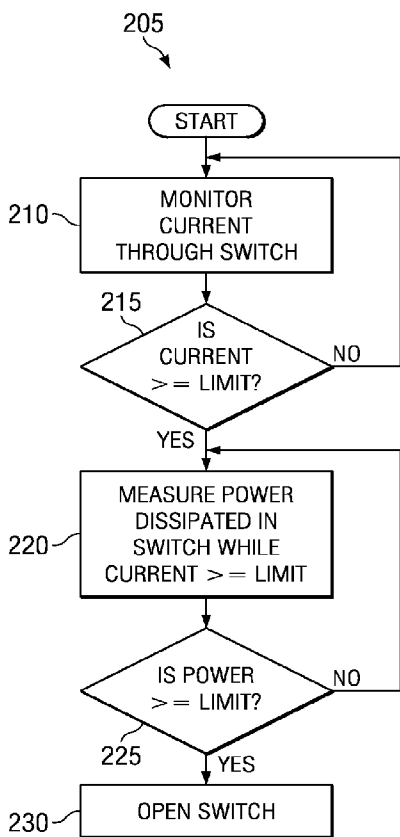 205
START
210
MONITOR
CURRENT
THROUGH SWITCH
215
IS
CURRENT
>= LIMIT?
NO
YES
220
MEASURE POWER
DISSIPATED IN
SWITCH WHILE
CURRENT >= LIMIT
IS POWER
>= LIMIT?
NO
225
YES
230
OPEN SWITCH